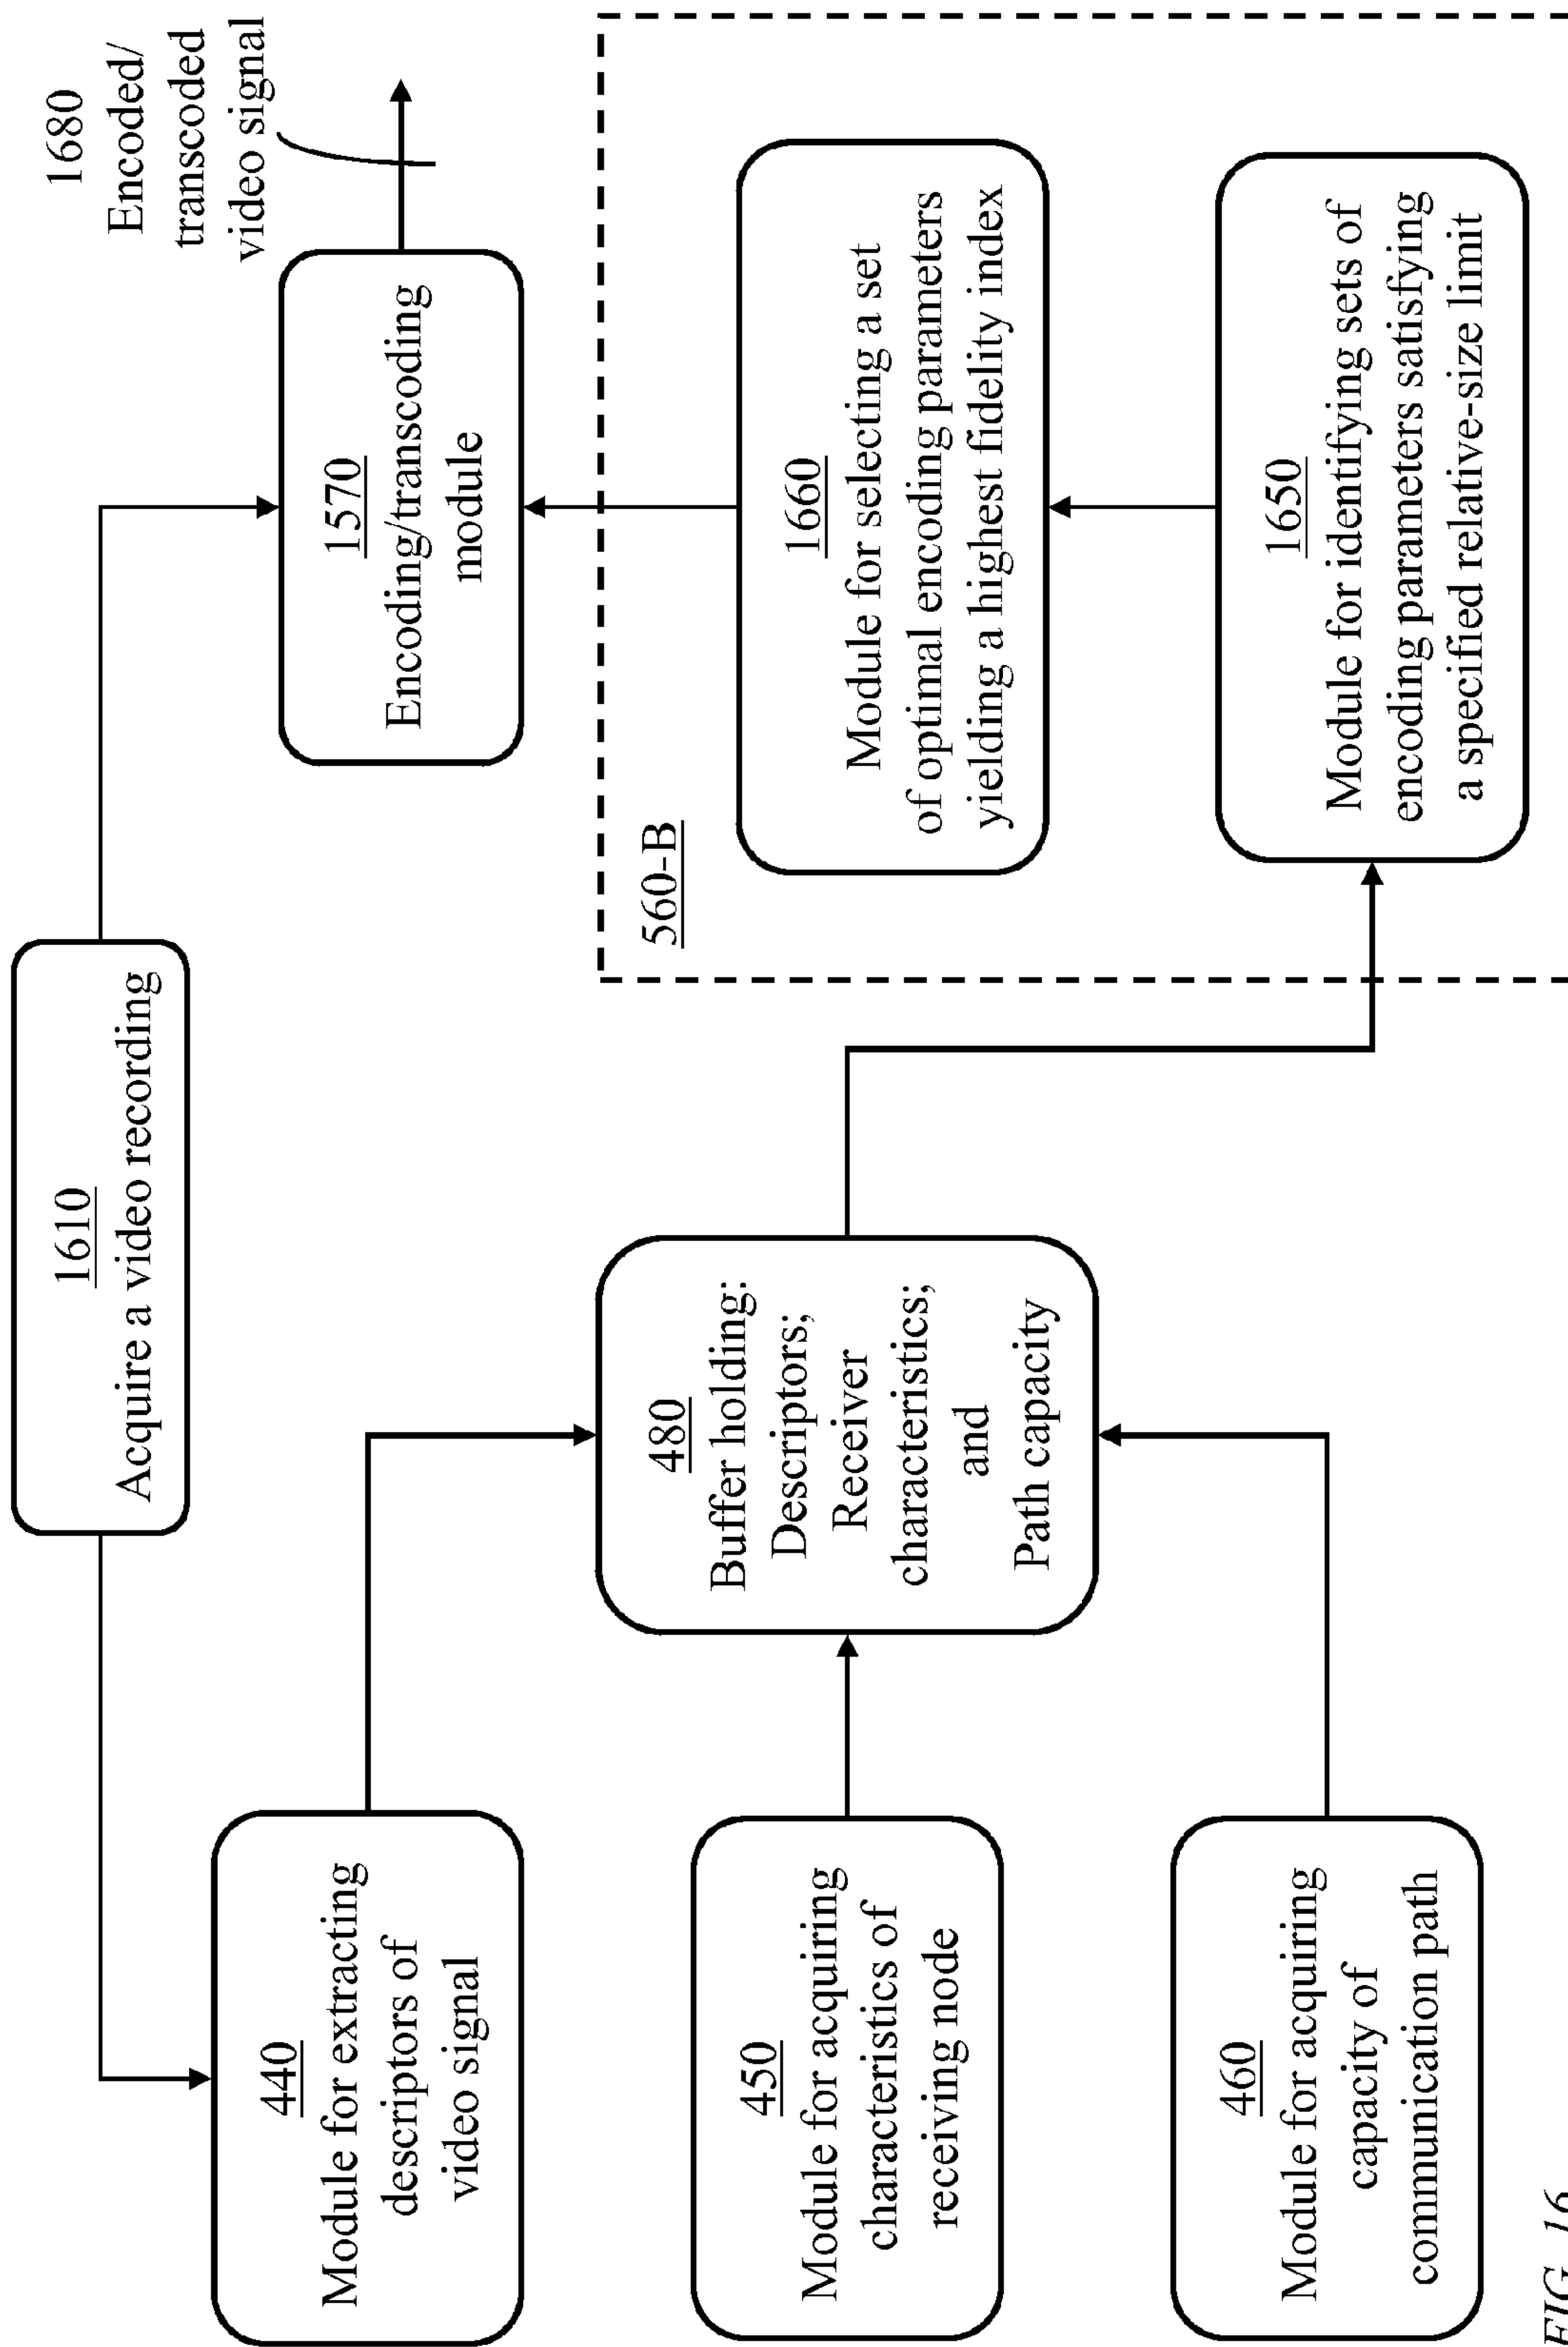 1610
Acquire a video recording
1680
Encoded/
transcoded
video signal
440
Module for extracting
descriptors of
video signal
1570
Encoding/transcoding
module
480
Buffer holding:
Descriptors;
Receiver
characteristics;
and
Path capacity
560-B
450
Module for acquiring
characteristics of
receiving node
1660
Module for selecting a set
of optimal encoding parameters
yielding a highest fidelity index
460
Module for acquiring
capacity of
communication path
1650
Module for identifying sets of
encoding parameters satisfying
a specified relative-size limit
FIG. 16